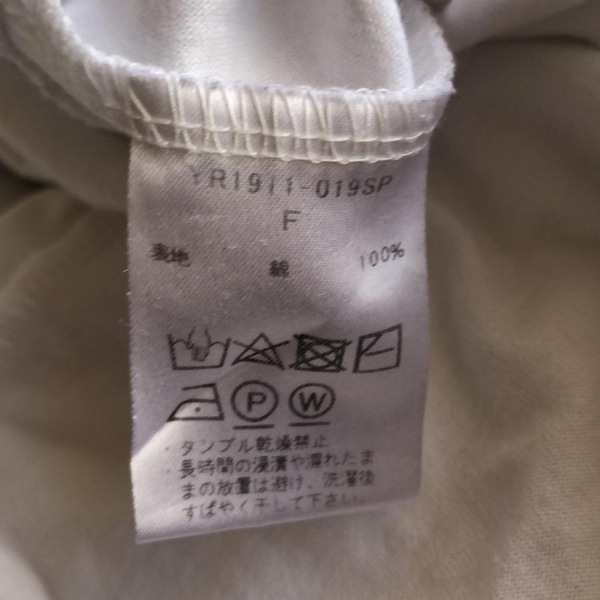 YR1911-019SP
F
表地 綿 100%
P W
・タンブル乾燥禁止
・長時間の浸漬や濡れたま
まの放置は避け、洗濯後
すばやく干して下さい。